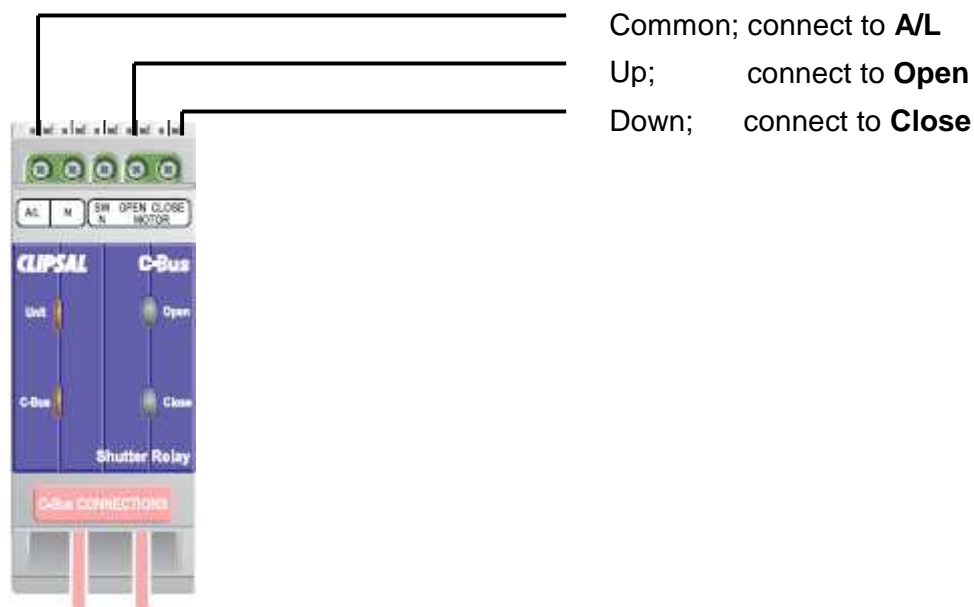 Common; connect to A/L
Up; connect to Open
Down; connect to Close
A/L N SW N OPEN CLOSE MOTOR
CLIPSAL C-Bus
Unit Open
C-Bus Close
Shutter Relay
C-Bus CONNECTIONS